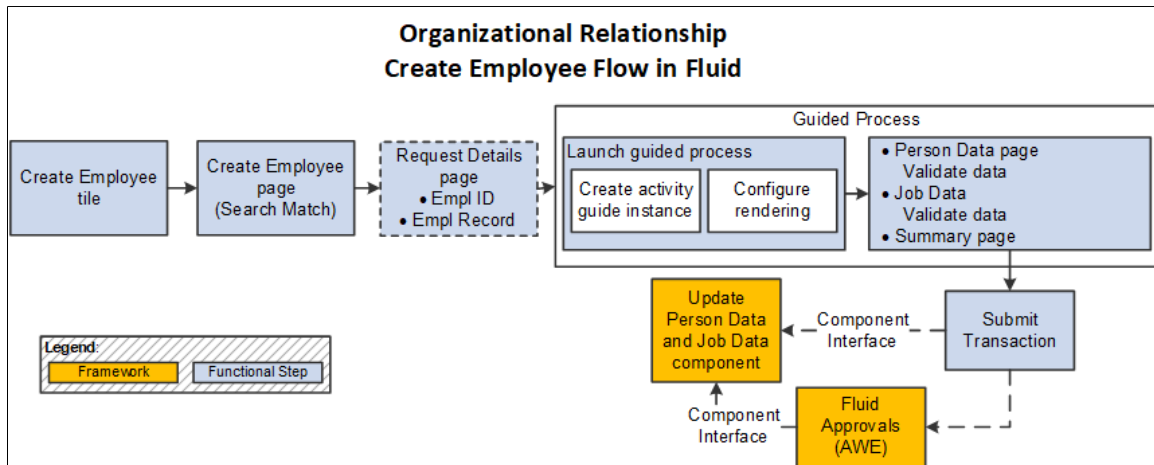 Organizational Relationship
Create Employee Flow in Fluid
Guided Process
Create Employee
tile
Create Employee
page
(Search Match)
Request Details
page
• Empl ID
• Empl Record
Launch guided process
Create activity
guide instance
Configure
rendering
• Person Data page
Validate data
• Job Data
Validate data
• Summary page
Update
Person Data
and Job Data
component
Component
Interface
Submit
Transaction
Legend:
Framework
Functional Step
Component
Interface
Fluid
Approvals
(AWE)